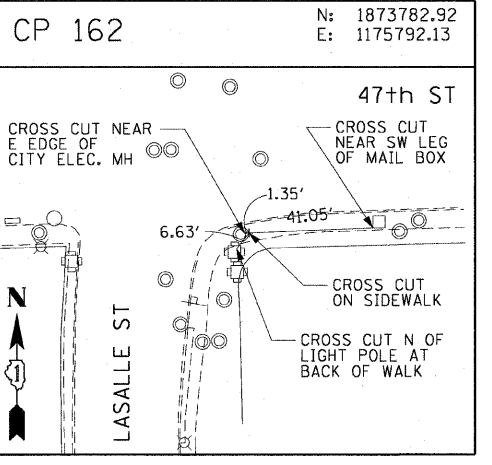 CP 162
N: 1873782.92
E: 1175792.13
47th ST
CROSS CUT NEAR
E EDGE OF
CITY ELEC. MH
CROSS CUT
NEAR SW LEG
OF MAIL BOX
1.35'
41.05'
6.63'
CROSS CUT
ON SIDEWALK
CROSS CUT N OF
LIGHT POLE AT
BACK OF WALK
N
1
LASALLE ST